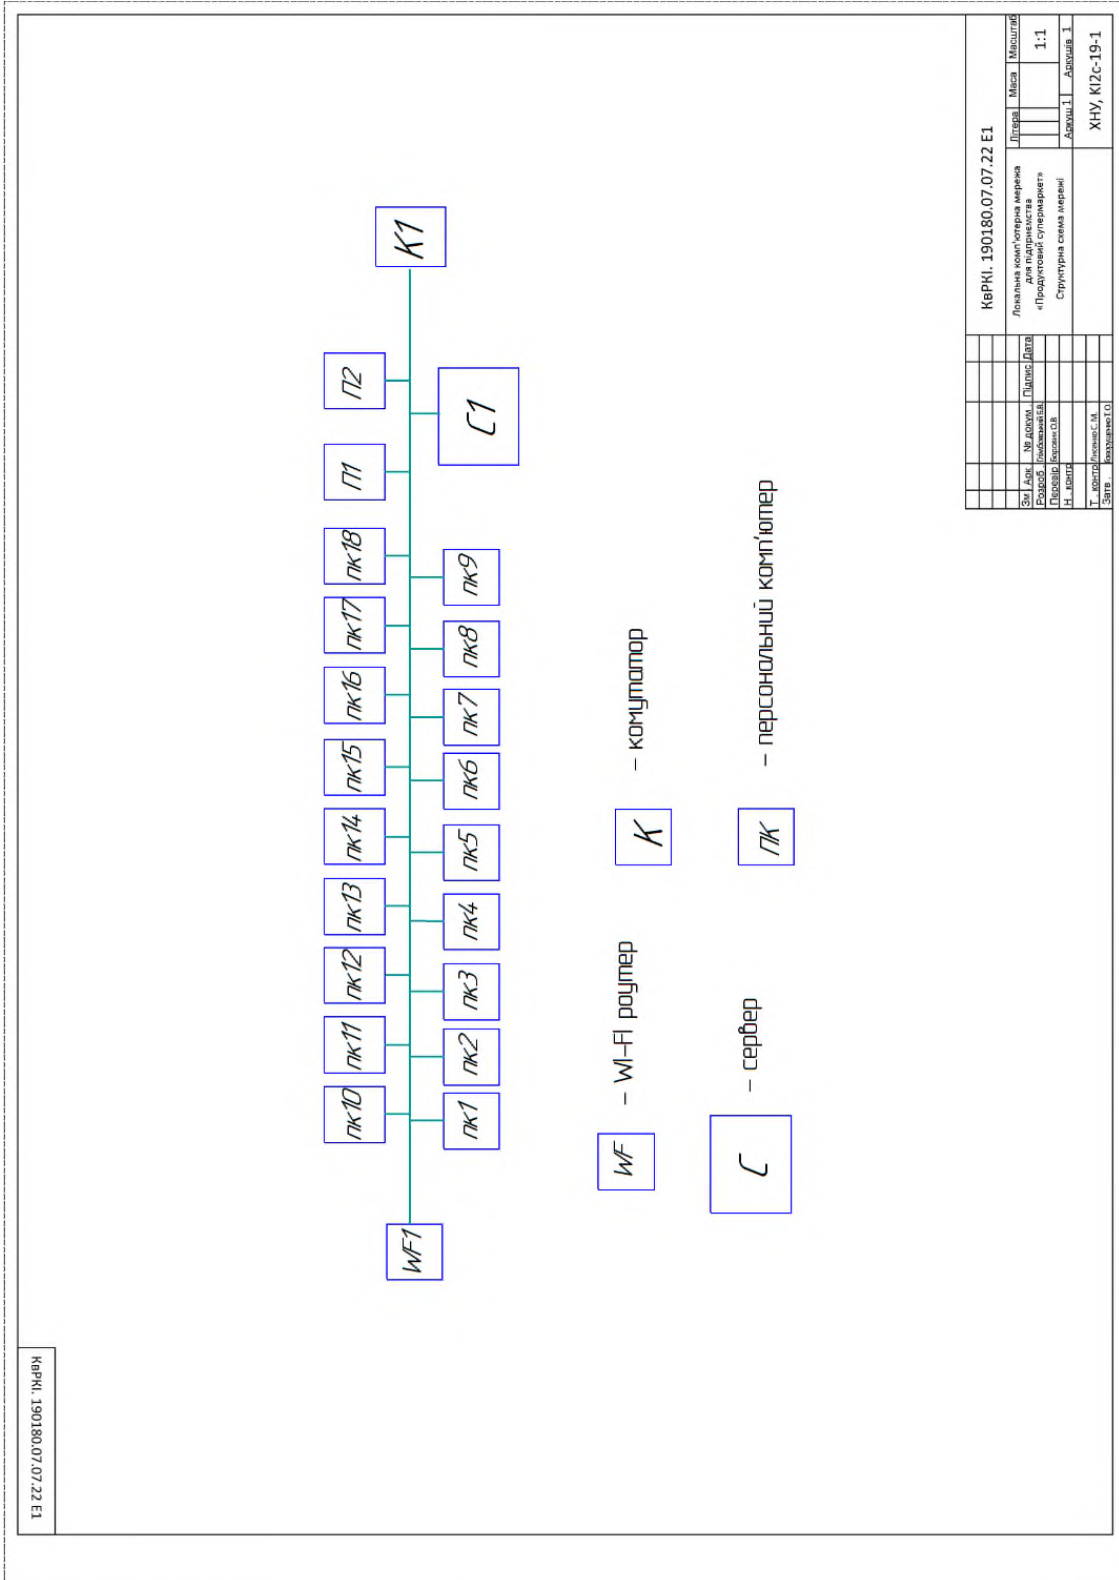 КвРКІ. 190180.07.07.22 Е1
пк10 пк11 пк12 пк13 пк14 пк15 пк16 пк17 пк18 П1 П2
WF1
К1
пк1 пк2 пк3 пк4 пк5 пк6 пк7 пк8 пк9
С1
WF – WI–FI роутер
К – комутатор
С – сервер
ПК – персональний комп'ютер
КвРКІ. 190180.07.07.22 Е1
Зм Арк № докум. Підпис Дата
Розроб.
Перевір
Н . контр
Т . контр Лисенко С.М.
Затв .
Локальна комп'ютерна мережа
для підприємства
«Продуктовий супермаркет»
Структурна схема мережі
Літера Маса Масштаб
1:1
Аркуш 1 Аркушів 1
ХНУ, КІ2с-19-1